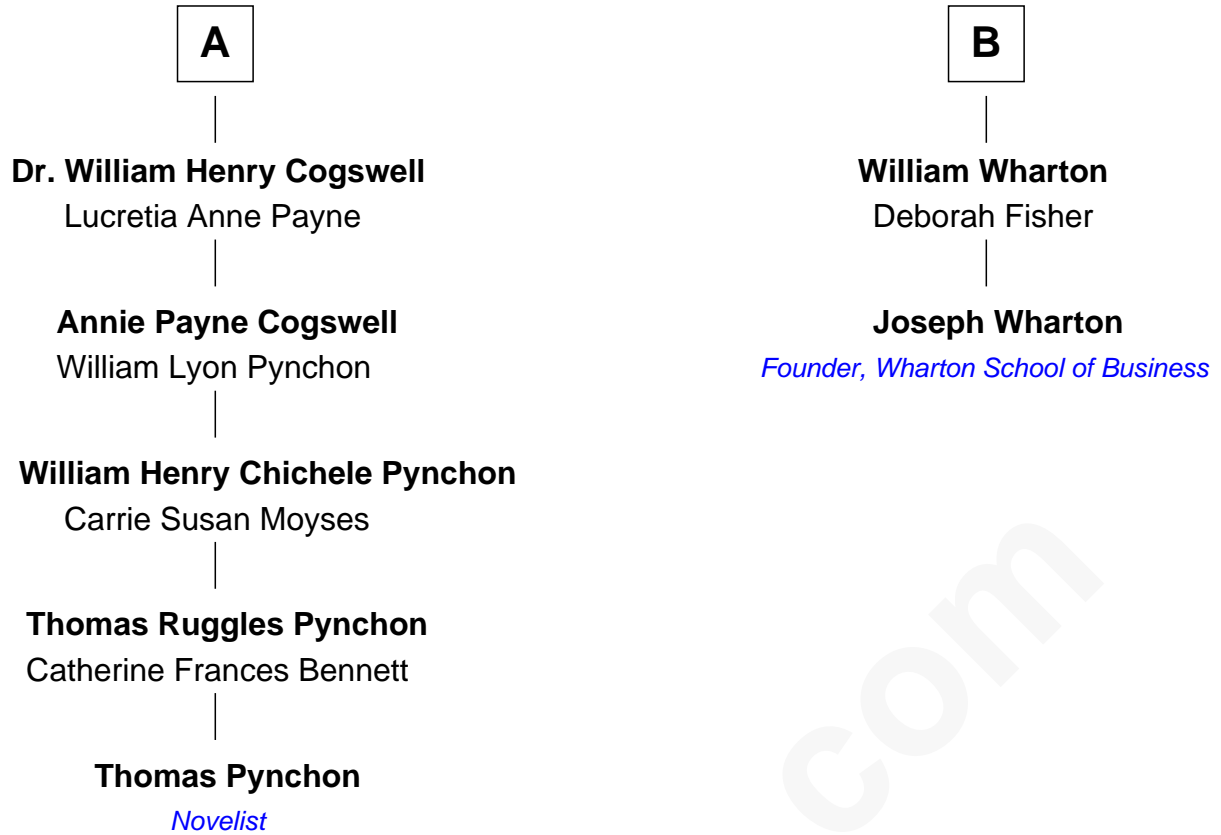 A
Dr. William Henry Cogswell
Lucretia Anne Payne
Annie Payne Cogswell
William Lyon Pynchon
William Henry Chichele Pynchon
Carrie Susan Moyses
Thomas Ruggles Pynchon
Catherine Frances Bennett
Thomas Pynchon
Novelist
B
William Wharton
Deborah Fisher
Joseph Wharton
Founder, Wharton School of Business
com